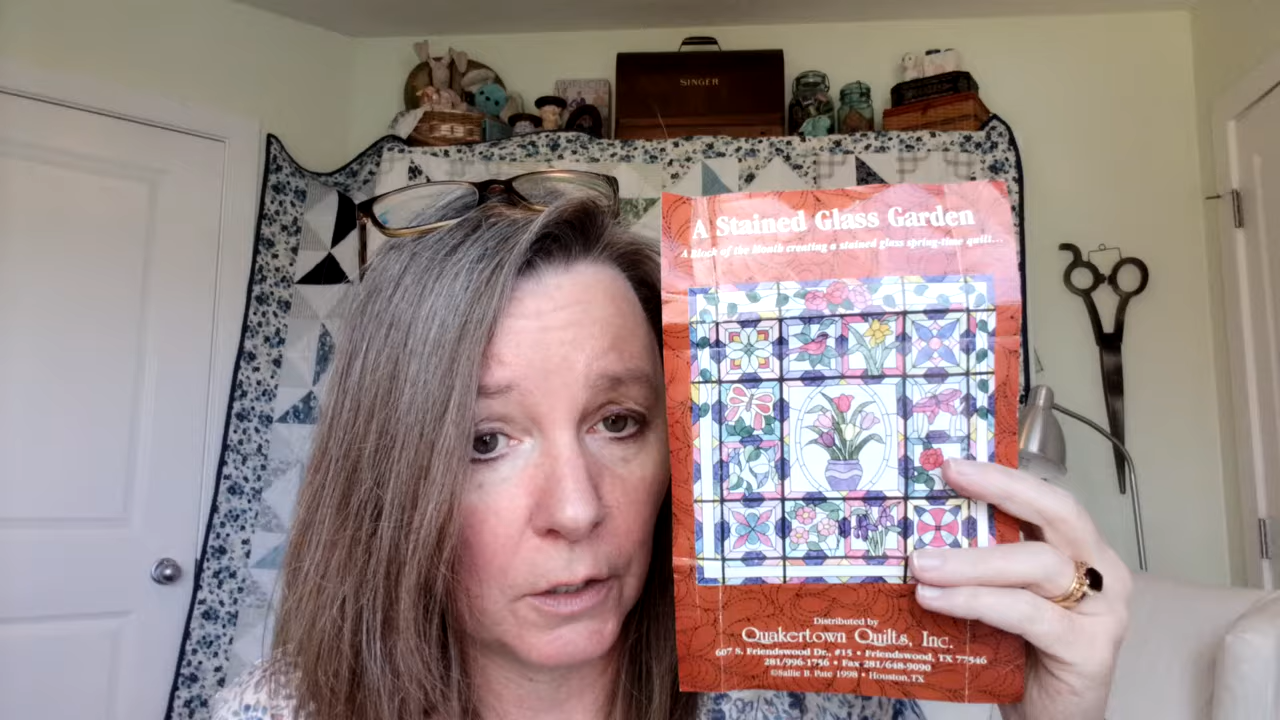 SINGER
A Stained Glass Garden
A Block of the Month creating a stained glass spring-time quilt...
Distributed by
Quakertown Quilts, Inc.
607 S. Friendswood Dr., #15 • Friendswood, TX 77546
281/996-1756 • Fax 281/648-9090
©Sallie B. Pate 1998 • Houston, TX